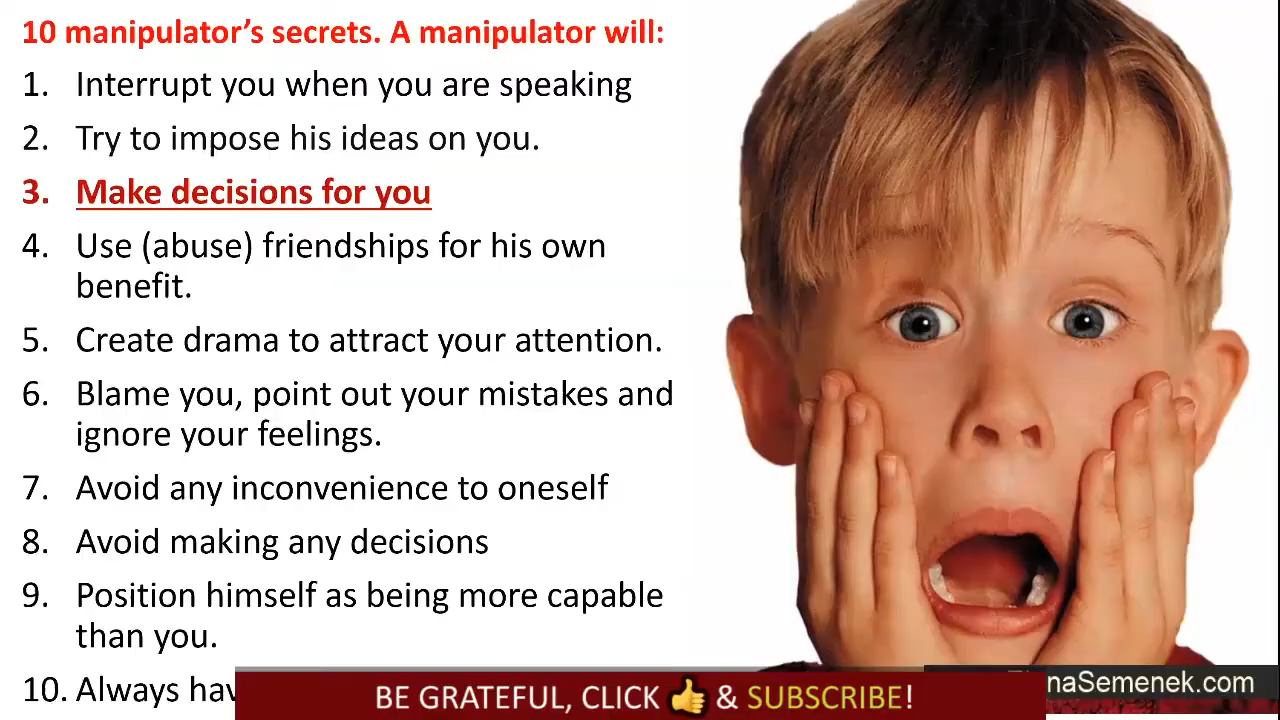 10 manipulator’s secrets. A manipulator will:
1. Interrupt you when you are speaking
2. Try to impose his ideas on you.
3. Make decisions for you
4. Use (abuse) friendships for his own
benefit.
5. Create drama to attract your attention.
6. Blame you, point out your mistakes and
ignore your feelings.
7. Avoid any inconvenience to oneself
8. Avoid making any decisions
9. Position himself as being more capable
than you.
10. Always
BE GRATEFUL, CLICK 👍 & SUBSCRIBE!
naSemenek.com